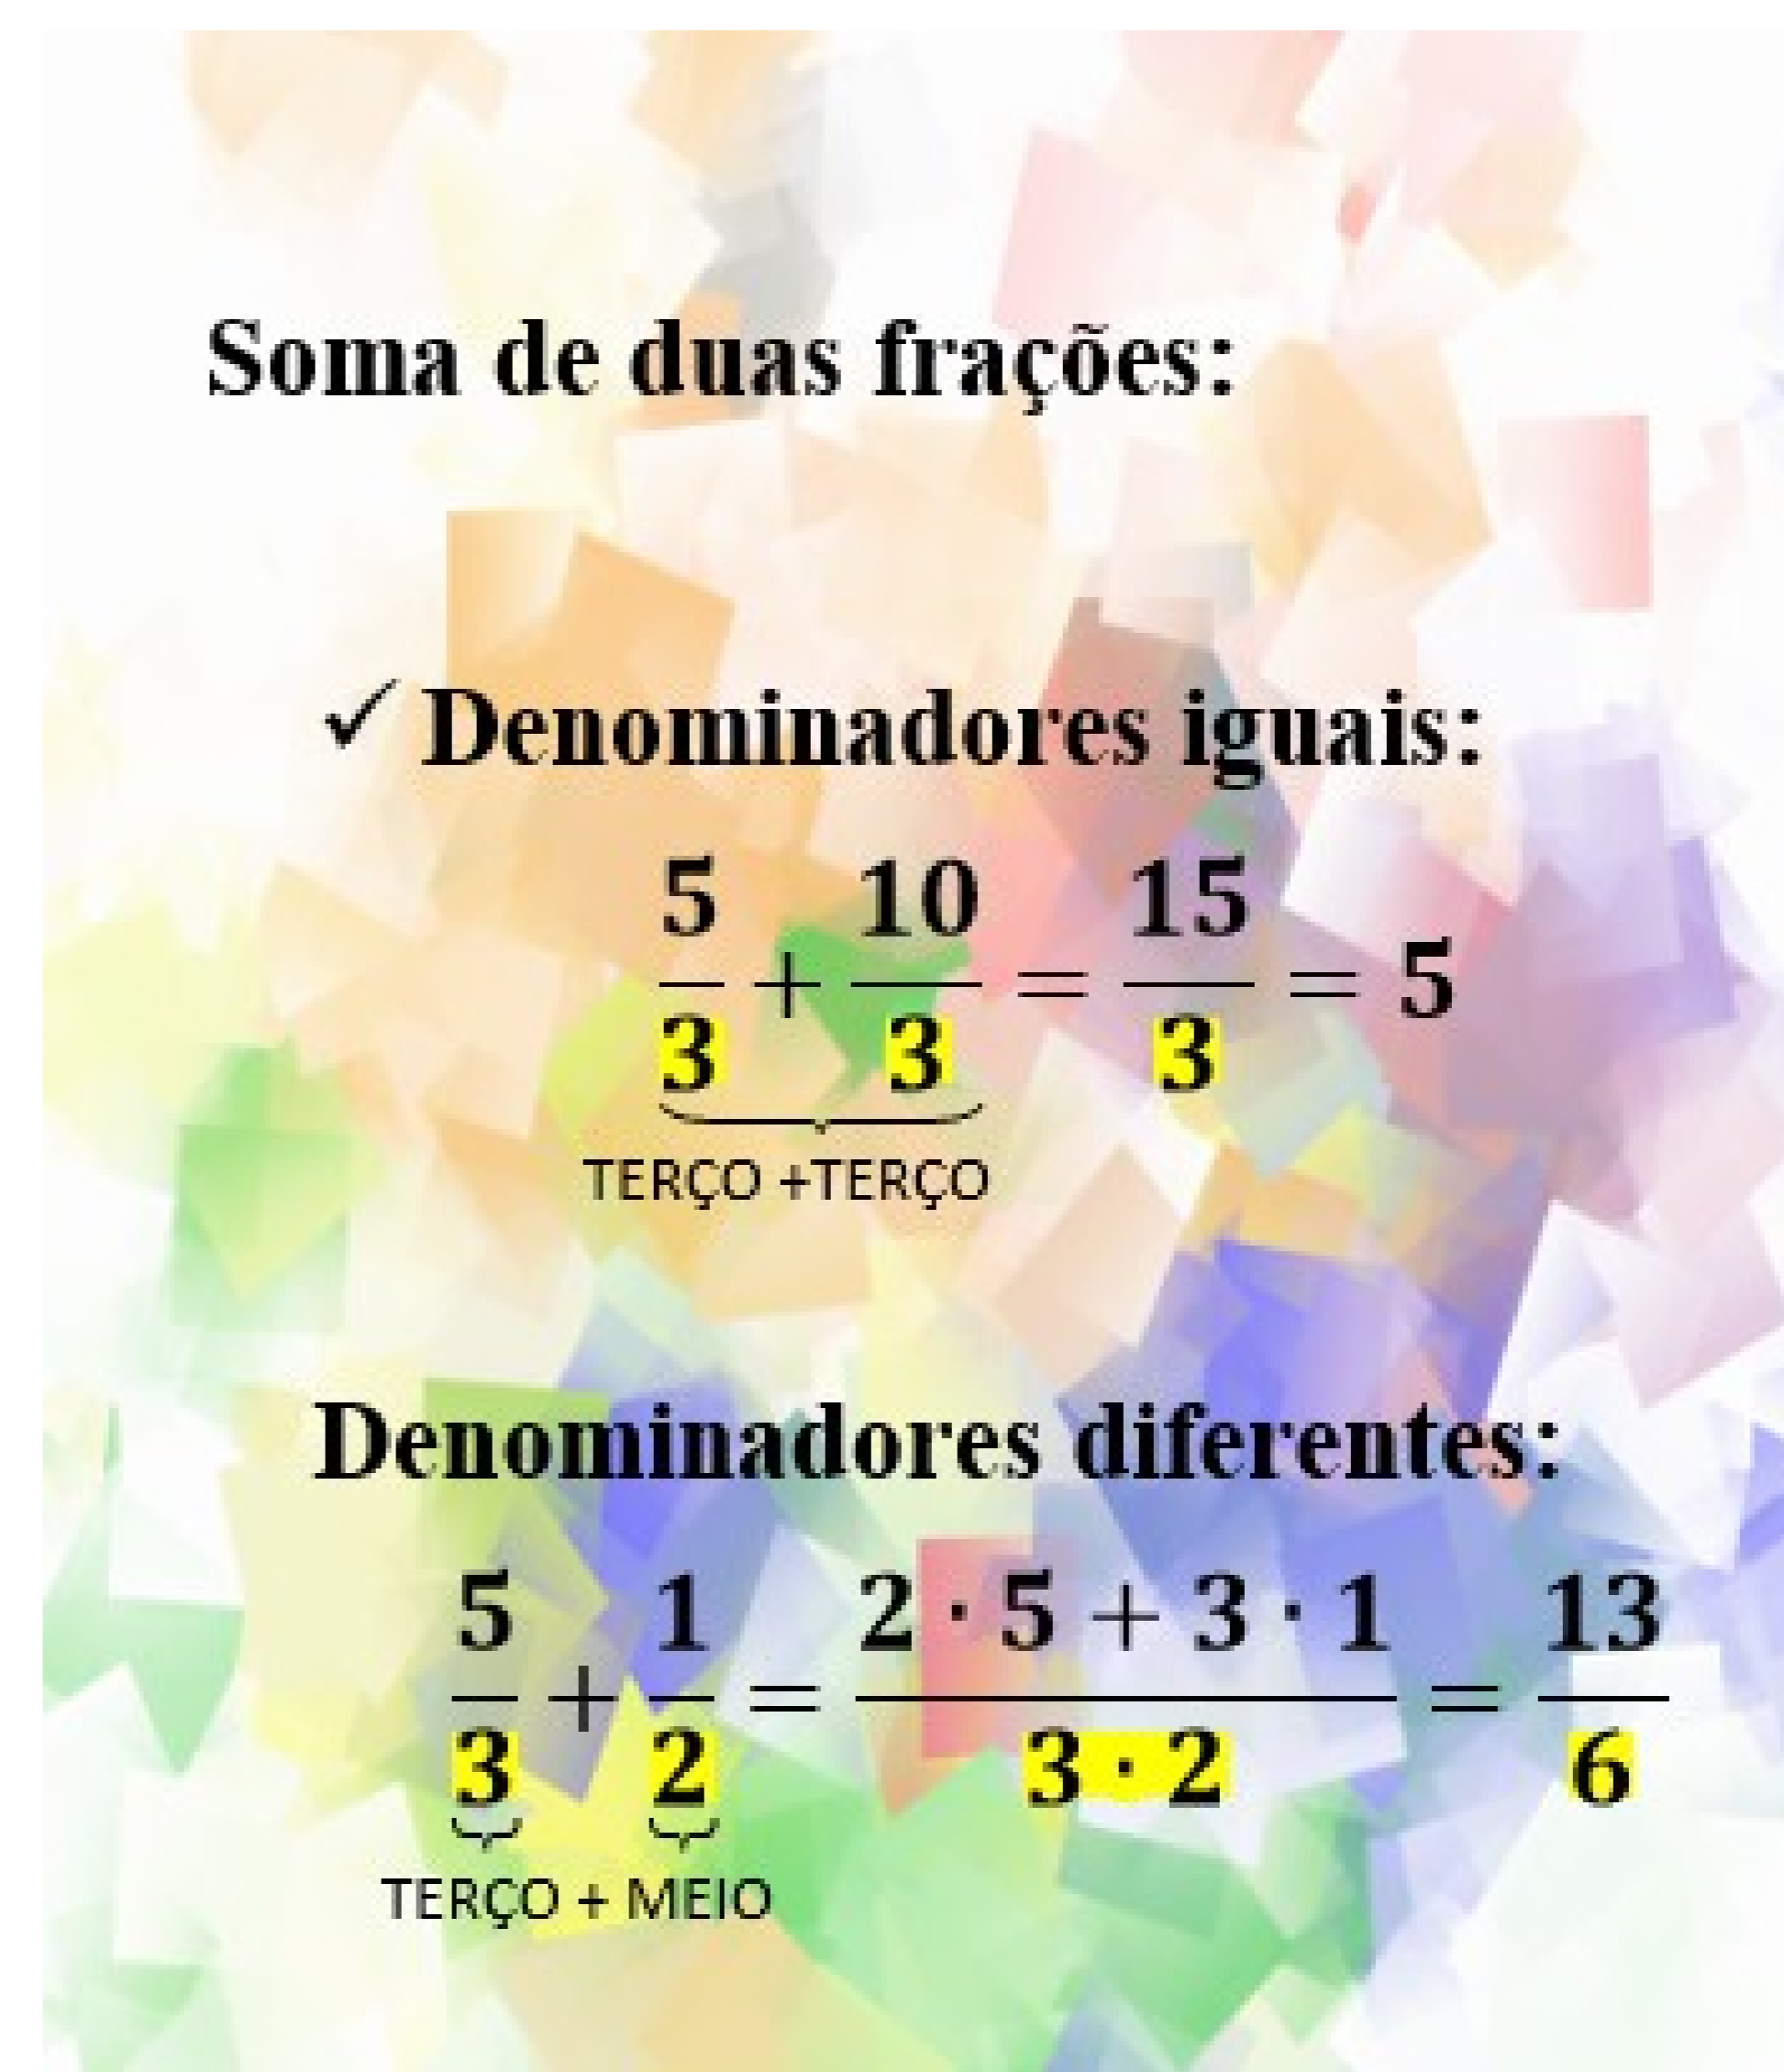 Soma de duas frações:
✓ Denominadores iguais:
5/3 + 10/3 = 15/3 = 5
TERÇO +TERÇO
Denominadores diferentes:
5/3 + 1/2 = 2 · 5 + 3 · 1/3 · 2 = 13/6
TERÇO + MEIO